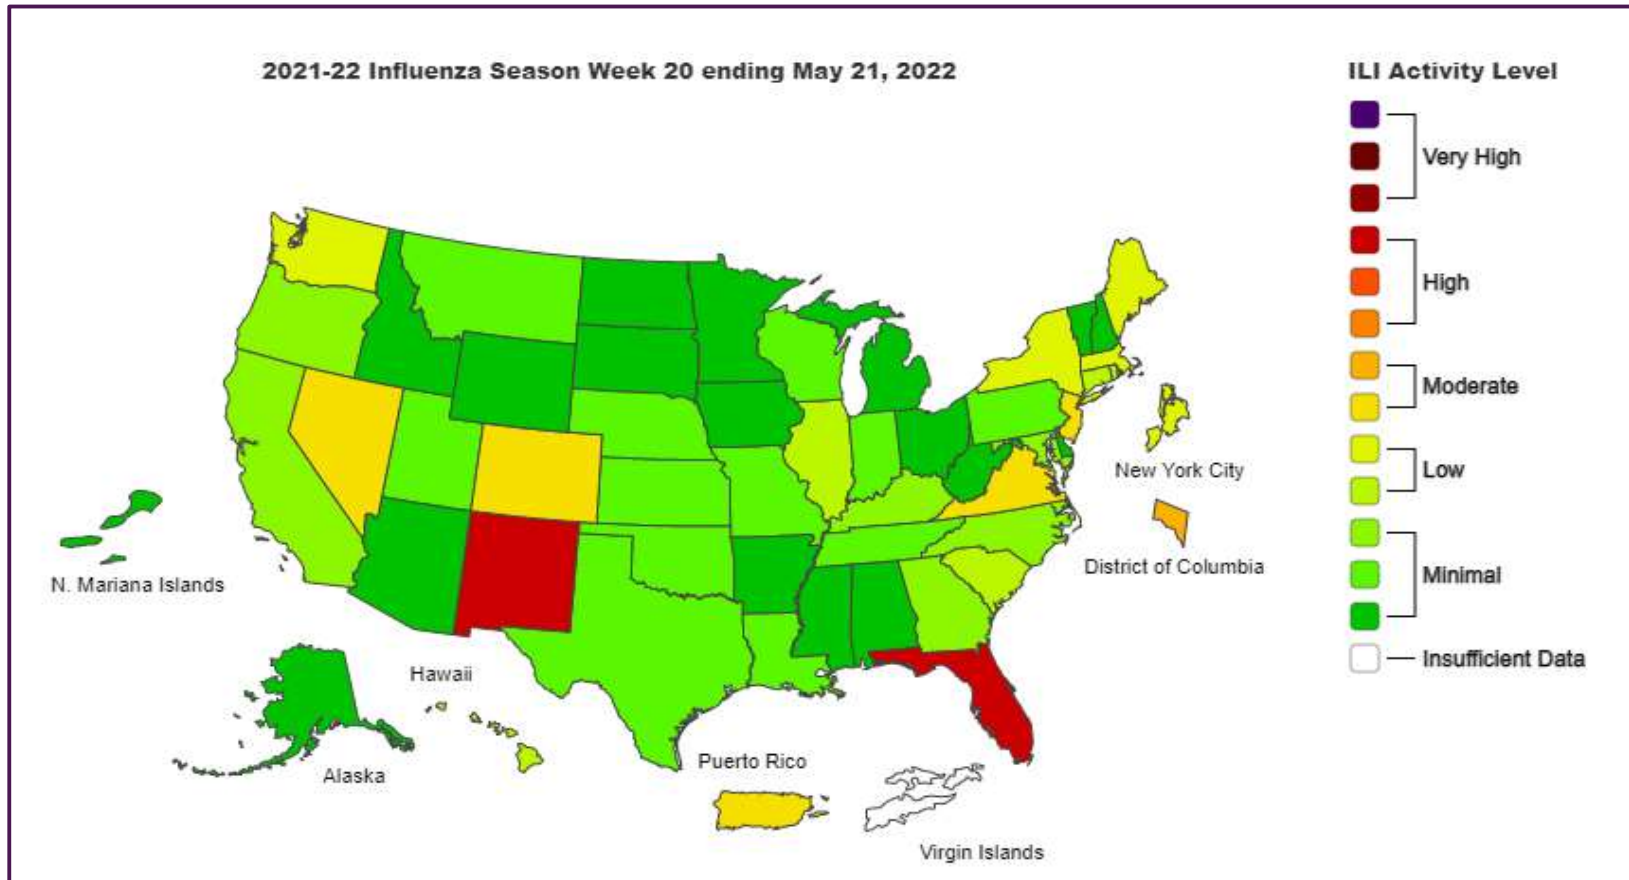 2021-22 Influenza Season Week 20 ending May 21, 2022
ILI Activity Level
Very High
High
Moderate
Low
Minimal
Insufficient Data
New York City
District of Columbia
N. Mariana Islands
Hawaii
Alaska
Puerto Rico
Virgin Islands